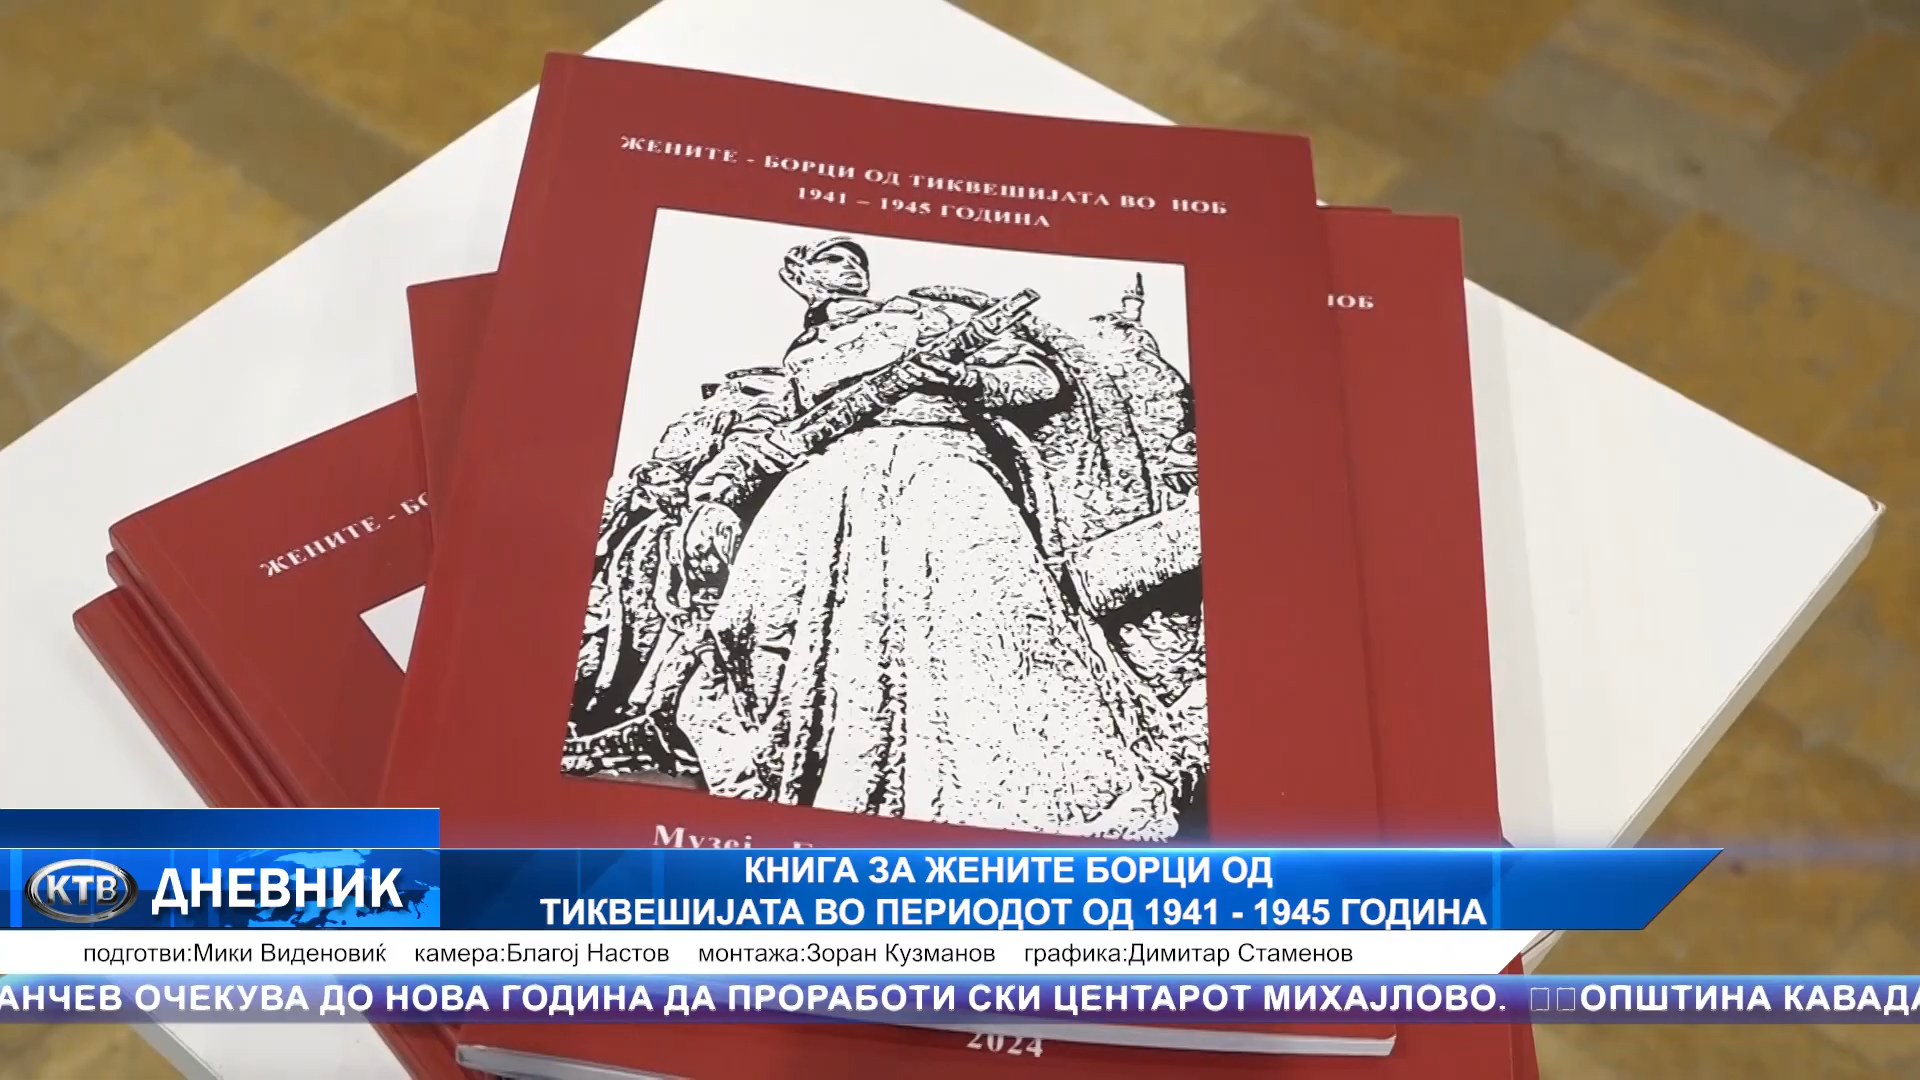 ЖЕНИТЕ - БОРЦИ ОД ТИКВЕШИЈАТА ВО НОБ
1941 – 1945 ГОДИНА
НОБ
ЖЕНИТЕ - БО
Музеј
КТВ ДНЕВНИК
КНИГА ЗА ЖЕНИТЕ БОРЦИ ОД
ТИКВЕШИЈАТА ВО ПЕРИОДОТ ОД 1941 - 1945 ГОДИНА
подготви:Мики Виденовиќ камера:Благој Настов монтажа:Зоран Кузманов графика:Димитар Стаменов
АНЧЕВ ОЧЕКУВА ДО НОВА ГОДИНА ДА ПРОРАБОТИ СКИ ЦЕНТАРОТ МИХАЈЛОВО. ОПШТИНА КАВАДА
2024